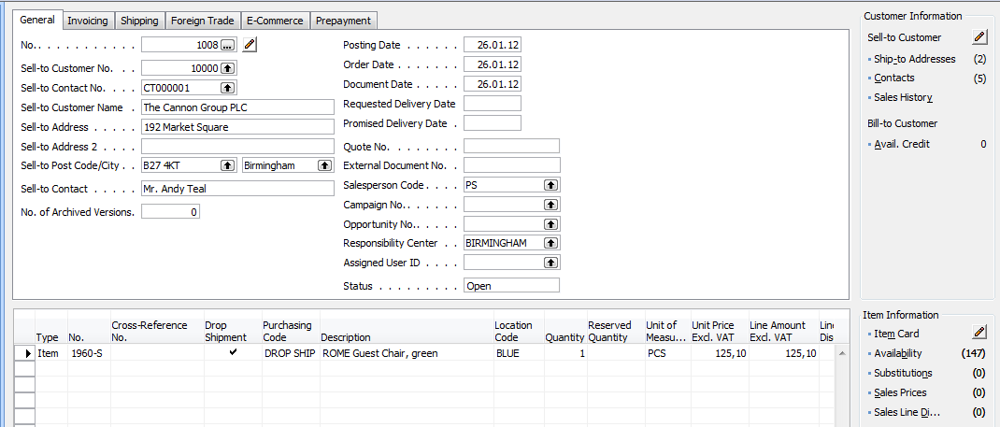 General Invoicing Shipping Foreign Trade E-Commerce Prepayment
No. . . . . . . . . . . . 1008 ...
Sell-to Customer No. . . . 10000
Sell-to Contact No. . . . . CT000001
Sell-to Customer Name . The Cannon Group PLC
Sell-to Address . . . . . 192 Market Square
Sell-to Address 2 . . . .
Sell-to Post Code/City . . B27 4KT Birmingham
Sell-to Contact . . . . . Mr. Andy Teal
No. of Archived Versions. 0
Posting Date . . . . . . 26.01.12
Order Date . . . . . . . 26.01.12
Document Date . . . . . 26.01.12
Requested Delivery Date
Promised Delivery Date .
Quote No. . . . . . . .
External Document No. .
Salesperson Code . . . . PS
Campaign No. . . . . .
Opportunity No. . . . . .
Responsibility Center . . BIRMINGHAM
Assigned User ID . . . .
Status . . . . . . . . . Open
Customer Information
Sell-to Customer
Ship-to Addresses (2)
Contacts (5)
Sales History
Bill-to Customer
Avail. Credit 0
Type No. Cross-Reference No. Drop Shipment Purchasing Code Description Location Code Quantity Reserved Quantity Unit of Measu... Unit Price Excl. VAT Line Amount Excl. VAT
Item 1960-S DROP SHIP ROME Guest Chair, green BLUE 1 PCS 125,10 125,10
Item Information
Item Card
Availability (147)
Substitutions (0)
Sales Prices (0)
Sales Line Di... (0)